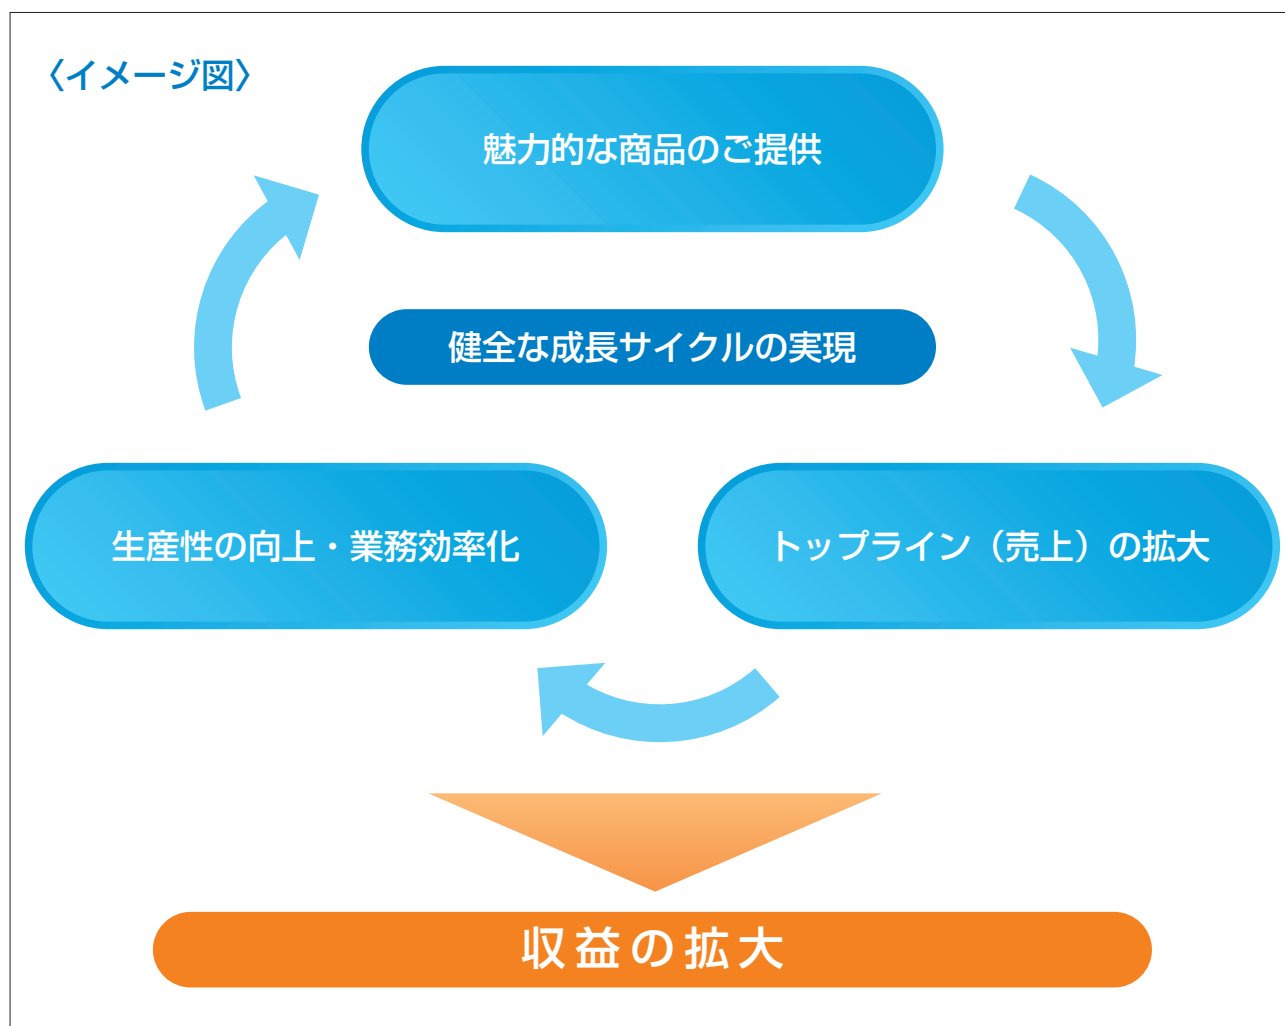 〈イメージ図〉
魅力的な商品のご提供
健全な成長サイクルの実現
生産性の向上・業務効率化
トップライン（売上）の拡大
収益の拡大